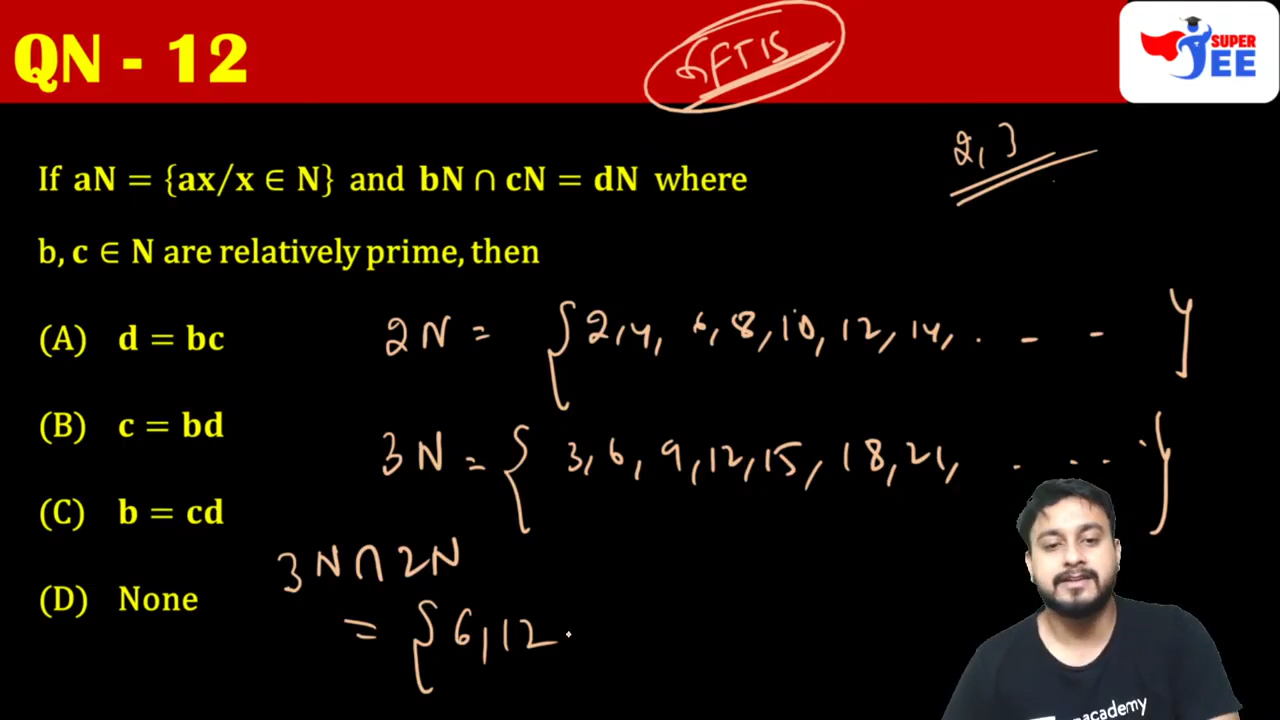 QN - 12
SUPER
JEE
2, 3
If aN = {ax/x ∈ N} and bN ∩ cN = dN where
b, c ∈ N are relatively prime, then
(A) d = bc
2N = {2, 4, 6, 8, 10, 12, 14, . - - }
(B) c = bd
3N = { 3, 6, 9, 12, 15, 18, 21, . . . . }
(C) b = cd
3N ∩ 2N
(D) None
= { 6, 12